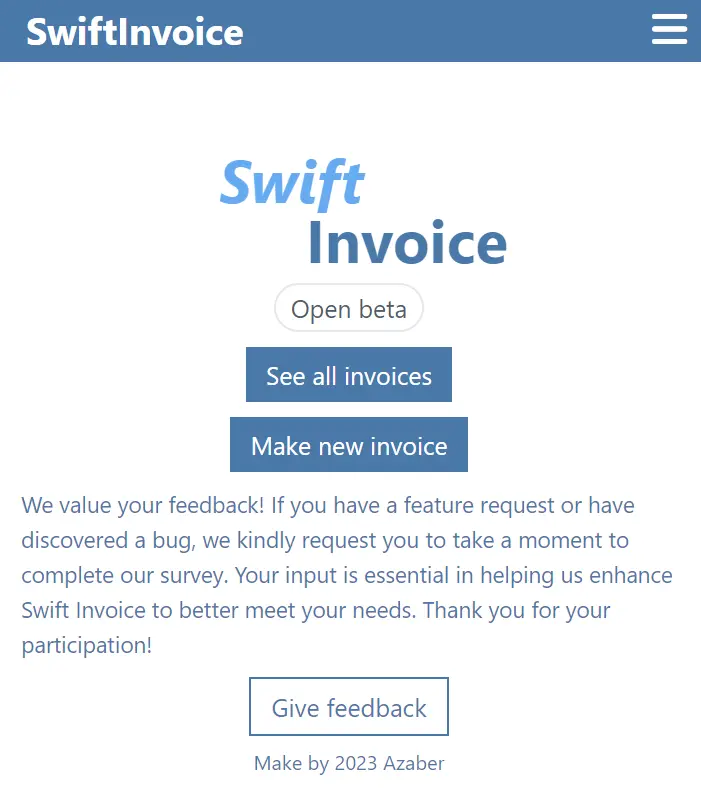 SwiftInvoice
Swift
Invoice
Open beta
See all invoices
Make new invoice
We value your feedback! If you have a feature request or have
discovered a bug, we kindly request you to take a moment to
complete our survey. Your input is essential in helping us enhance
Swift Invoice to better meet your needs. Thank you for your
participation!
Give feedback
Make by 2023 Azaber